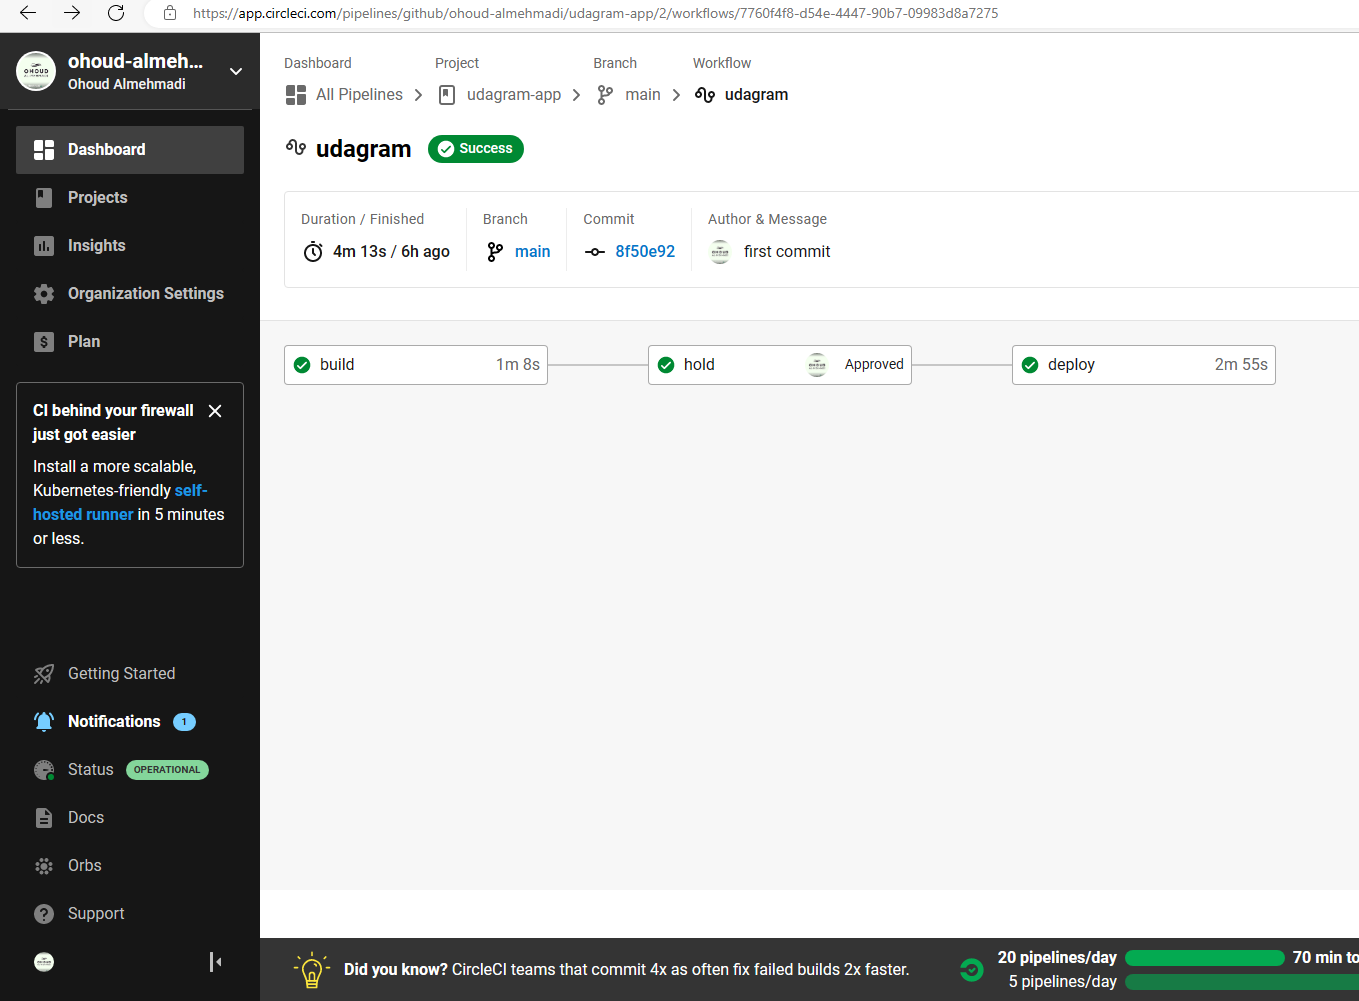 https://app.circleci.com/pipelines/github/ohoud-almehmadi/udagram-app/2/workflows/7760f4f8-d54e-4447-90b7-09983d8a7275
ohoud-almeh...
Ohoud Almehmadi
Dashboard
Projects
Insights
Organization Settings
Plan
CI behind your firewall
just got easier
Install a more scalable,
Kubernetes-friendly self-
hosted runner in 5 minutes
or less.
Getting Started
Notifications 1
Status OPERATIONAL
Docs
Orbs
Support
Dashboard Project Branch Workflow
All Pipelines udagram-app main udagram
udagram Success
Duration / Finished Branch Commit Author & Message
4m 13s / 6h ago main 8f50e92 first commit
build 1m 8s hold Approved deploy 2m 55s
Did you know? CircleCI teams that commit 4x as often fix failed builds 2x faster.
20 pipelines/day 70 min to
5 pipelines/day